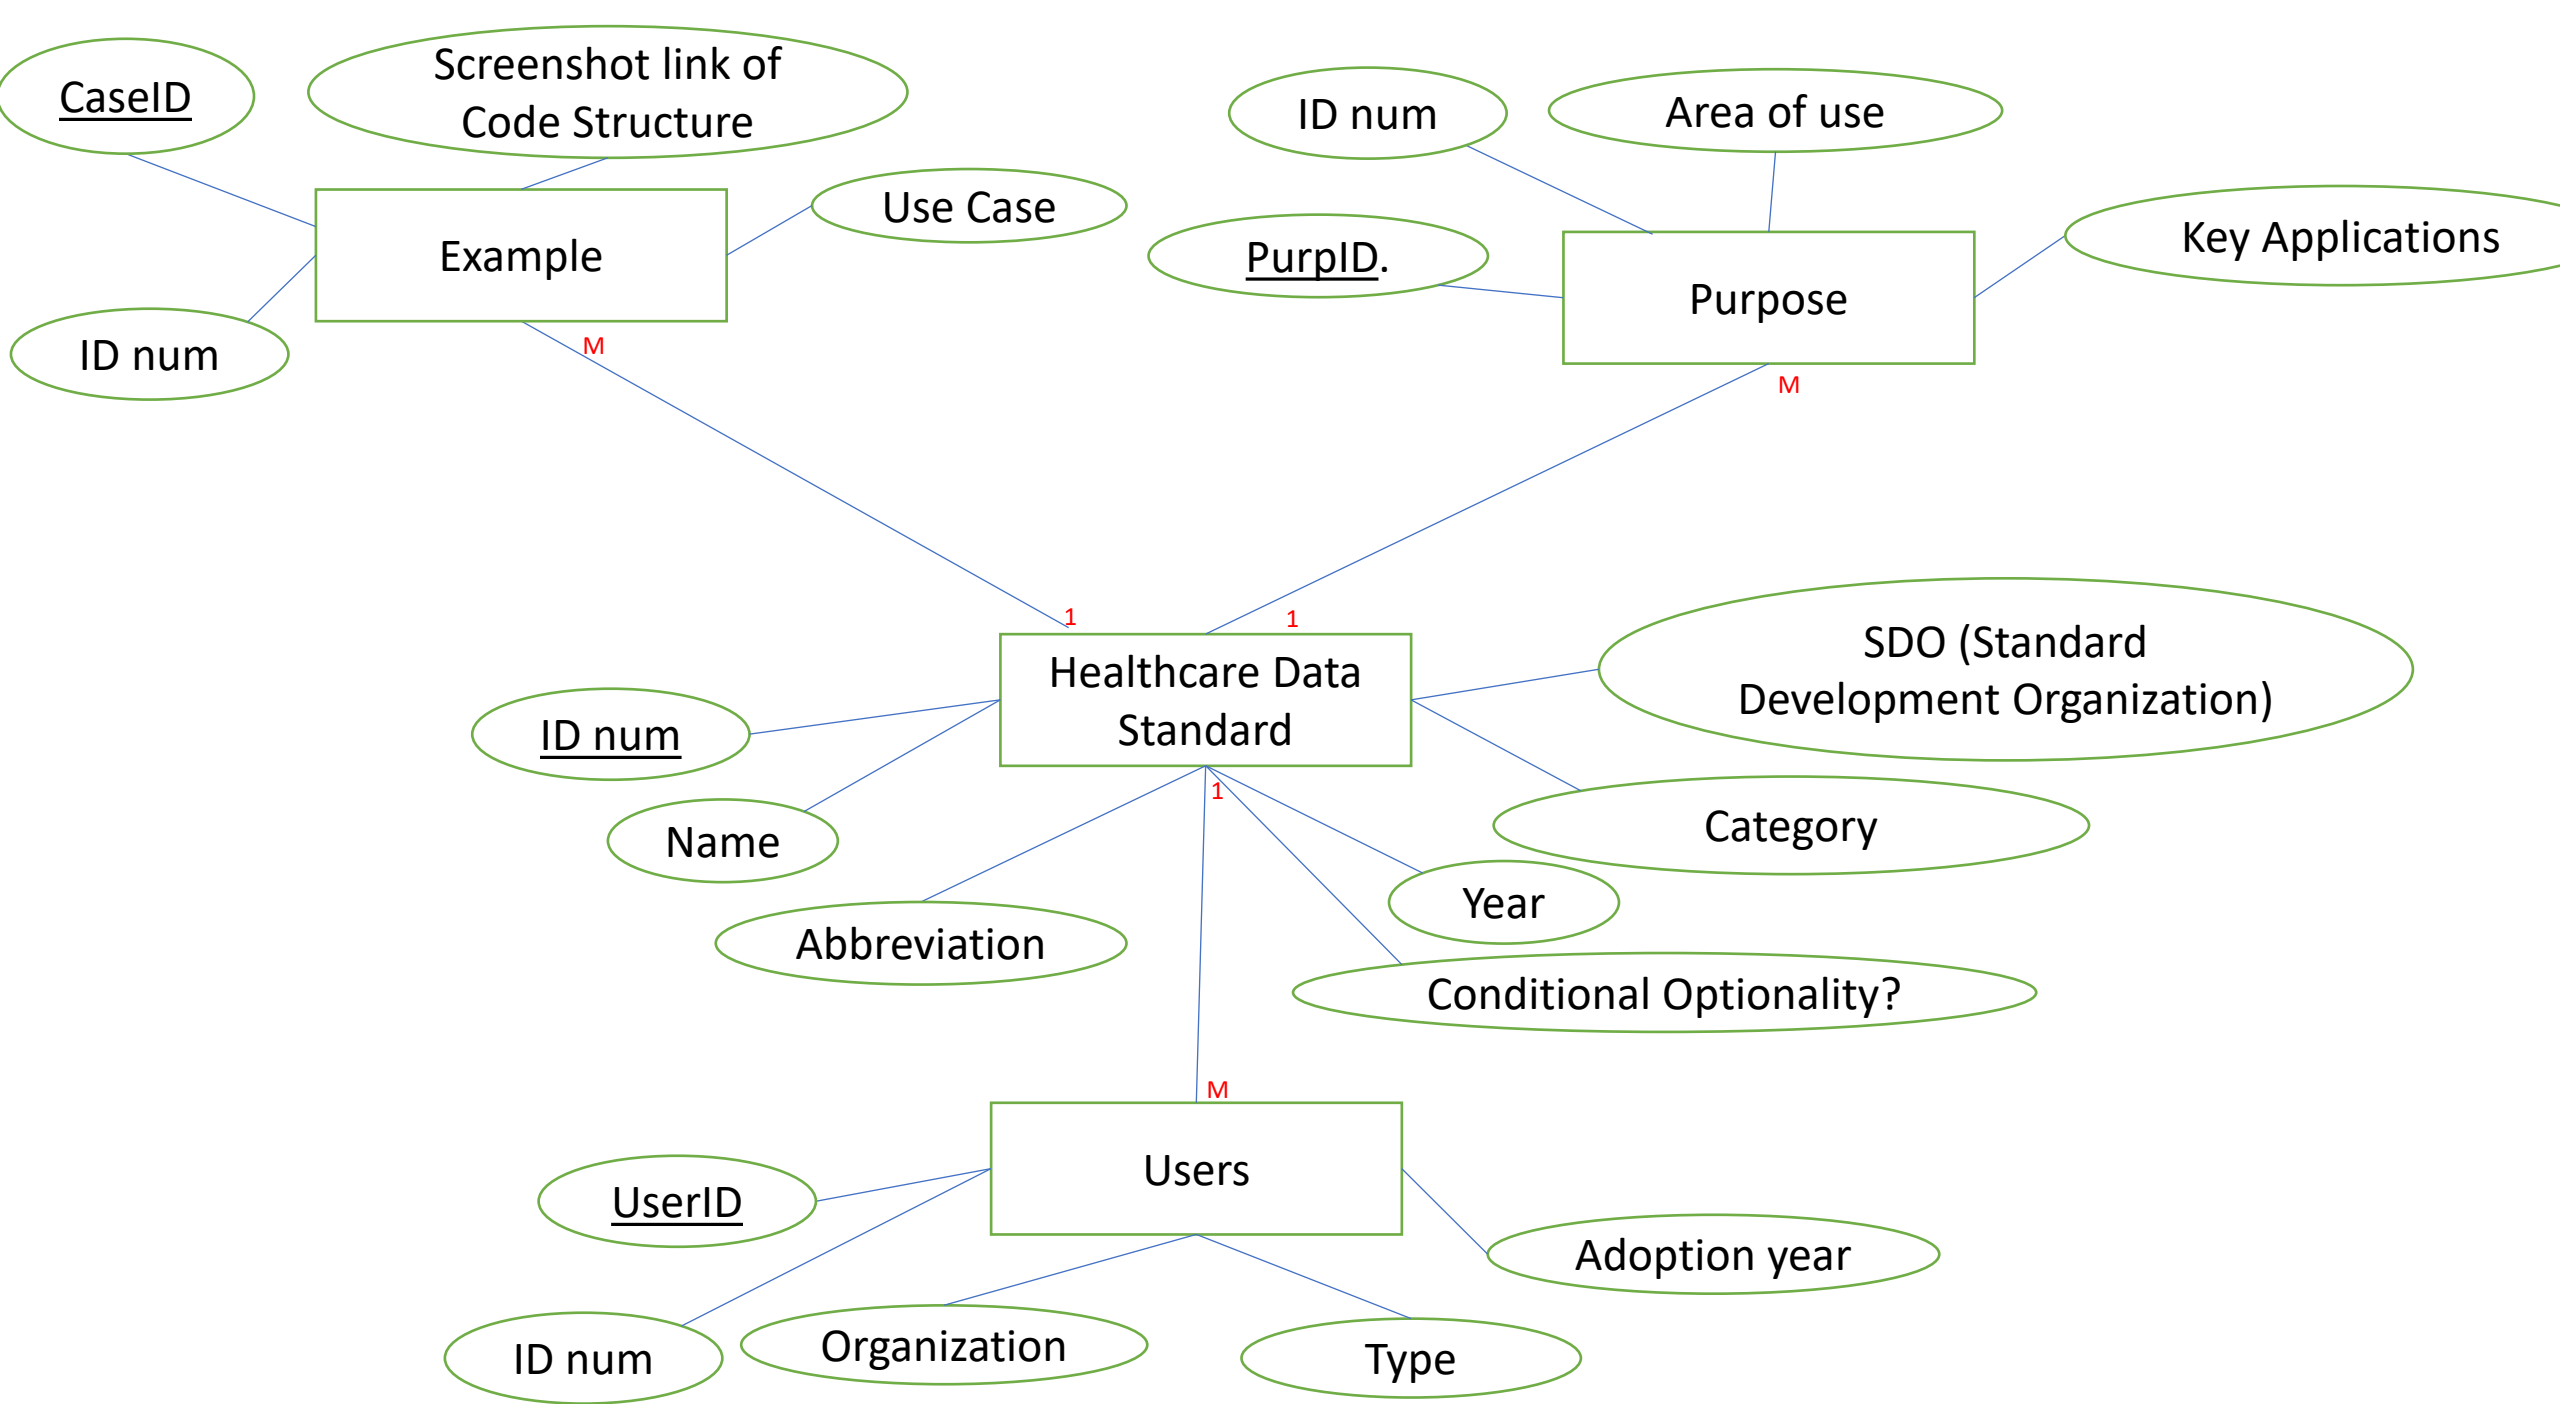 CaseID
Screenshot link of
Code Structure
Use Case
Example
ID num
M
ID num
Area of use
Key Applications
PurpID.
Purpose
M
1
1
Healthcare Data
Standard
SDO (Standard
Development Organization)
ID num
1
Name
Category
Year
Abbreviation
Conditional Optionality?
M
Users
UserID
Adoption year
ID num
Organization
Type